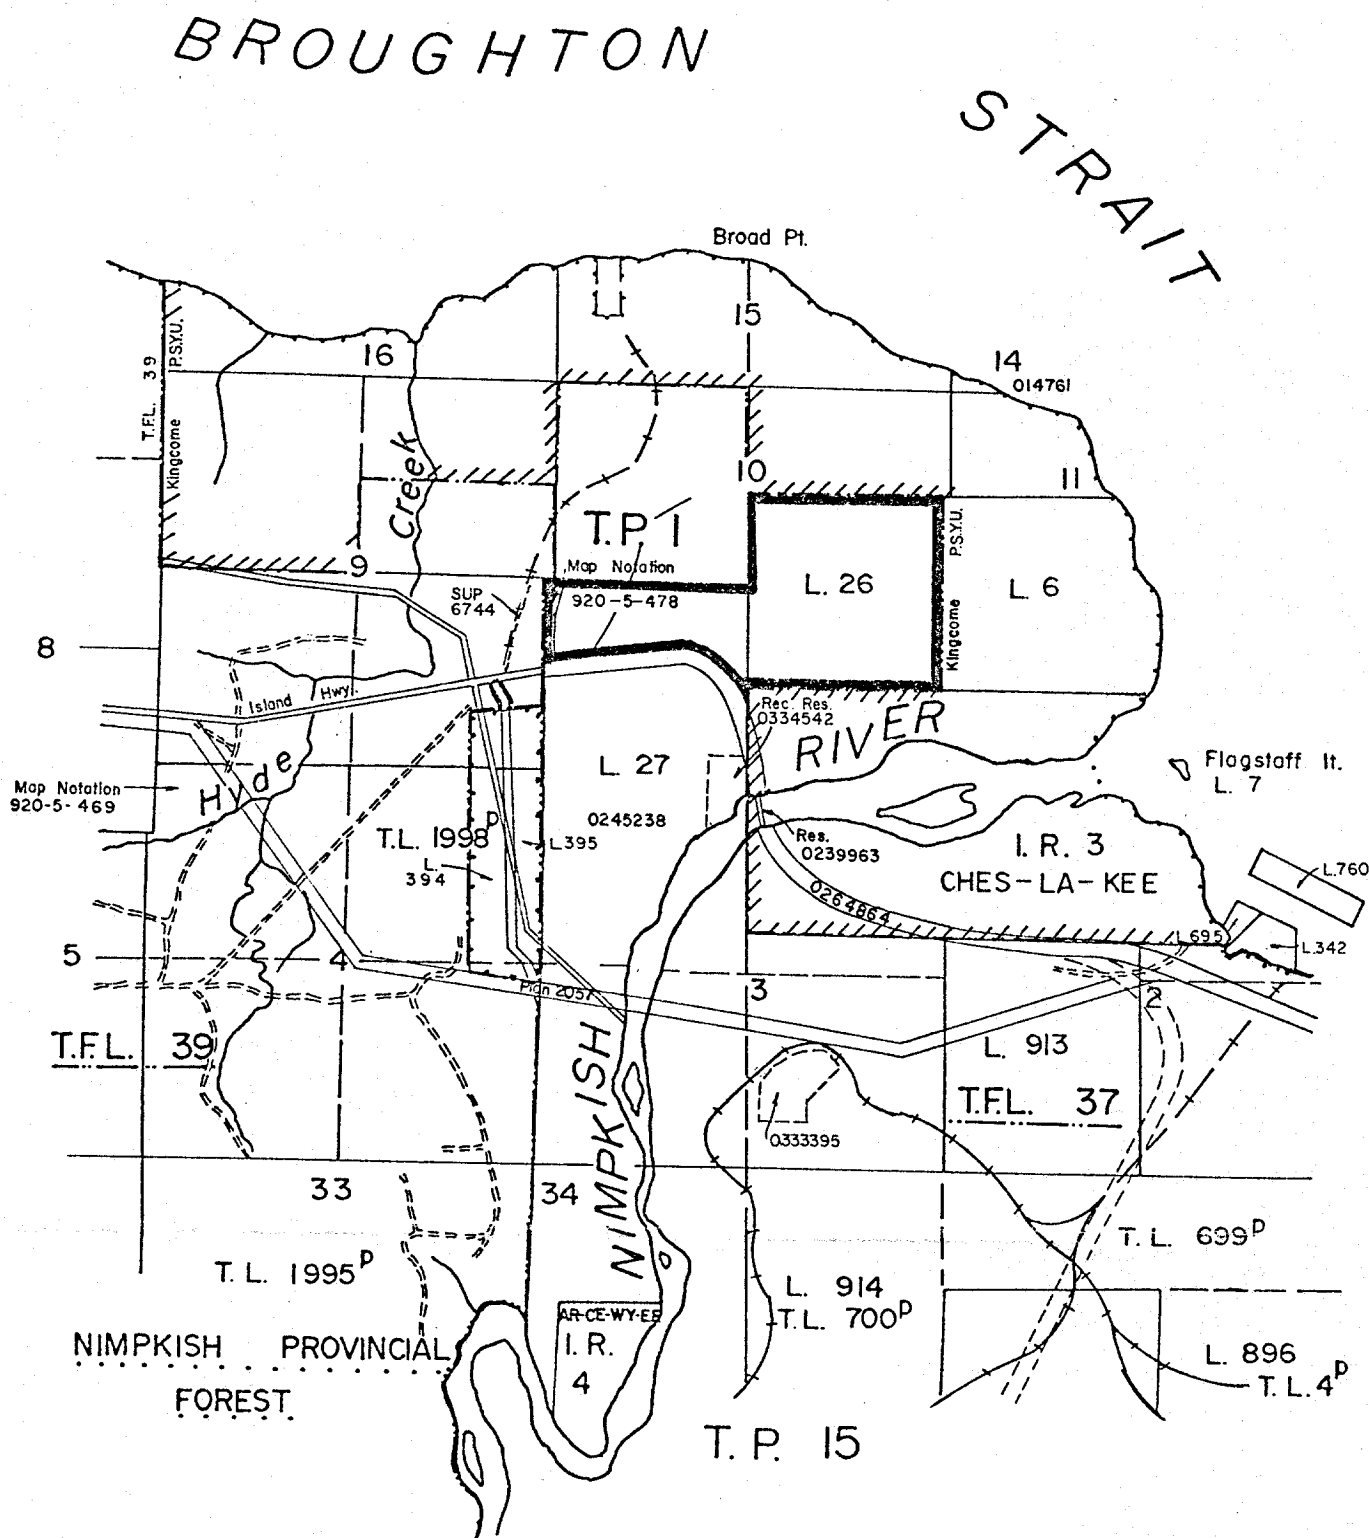 BROUGHTON
STRAIT
Broad Pt.
15
16
14
014761
T.F.L. 39
P.S.Y.U.
Kingcome
Creek
10
11
T.P. 1
Map Notation
920-5-478
9
SUP
6744
L. 26
P.S.Y.U.
Kingcome
L. 6
8
Island Hwy.
Rec. Res.
0334542
RIVER
Flagstaff It.
L. 7
Map Notation
920-5-469
Hyde
L. 27
0245238
T.L. 1998P
L. 395
L.
394
Res.
0239963
I.R. 3
CHES-LA-KEE
0264864
L.760
L.695
L.342
5
4
3
2
Plan 2057
T.F.L. 39
NIMPKISH
L. 913
T.F.L. 37
0333395
33
34
T.L. 1995P
T.L. 699P
L. 914
T.L. 700P
AR-CE-WY-EE
I.R.
4
NIMPKISH PROVINCIAL
FOREST
L. 896
T.L.4P
T.P. 15